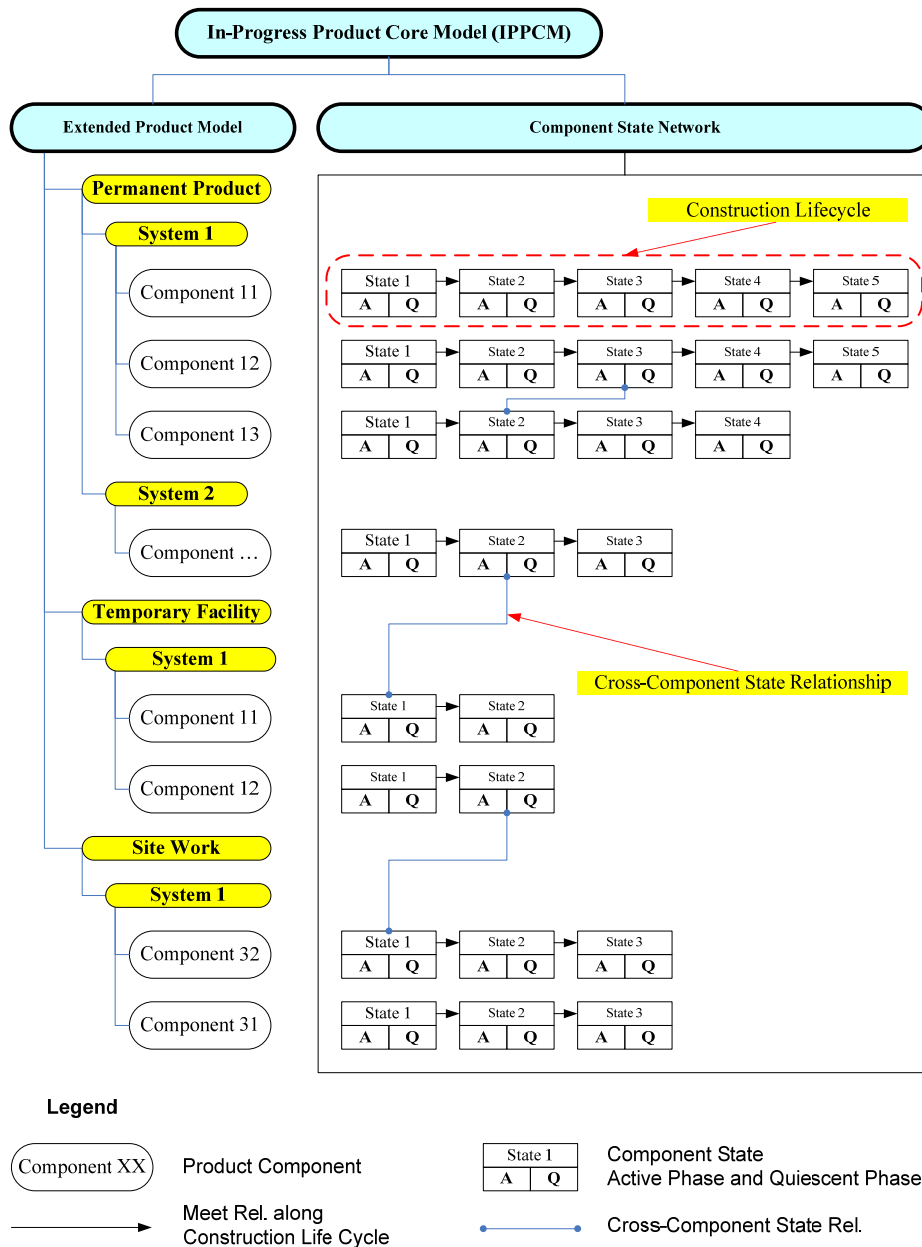 In-Progress Product Core Model (IPPCM)
Extended Product Model
Component State Network
Permanent Product
Construction Lifecycle
System 1
Component 11
State 1 State 2 State 3 State 4 State 5
A Q A Q A Q A Q A Q
Component 12
State 1 State 2 State 3 State 4 State 5
A Q A Q A Q A Q A Q
Component 13
State 1 State 2 State 3 State 4
A Q A Q A Q A Q
System 2
Component …
State 1 State 2 State 3
A Q A Q A Q
Temporary Facility
System 1
Cross-Component State Relationship
Component 11
State 1 State 2
A Q A Q
Component 12
State 1 State 2
A Q A Q
Site Work
System 1
Component 32
State 1 State 2 State 3
A Q A Q A Q
Component 31
State 1 State 2 State 3
A Q A Q A Q
Legend
Component XX
Product Component
State 1
A Q
Component State
Active Phase and Quiescent Phase
Meet Rel. along
Construction Life Cycle
Cross-Component State Rel.